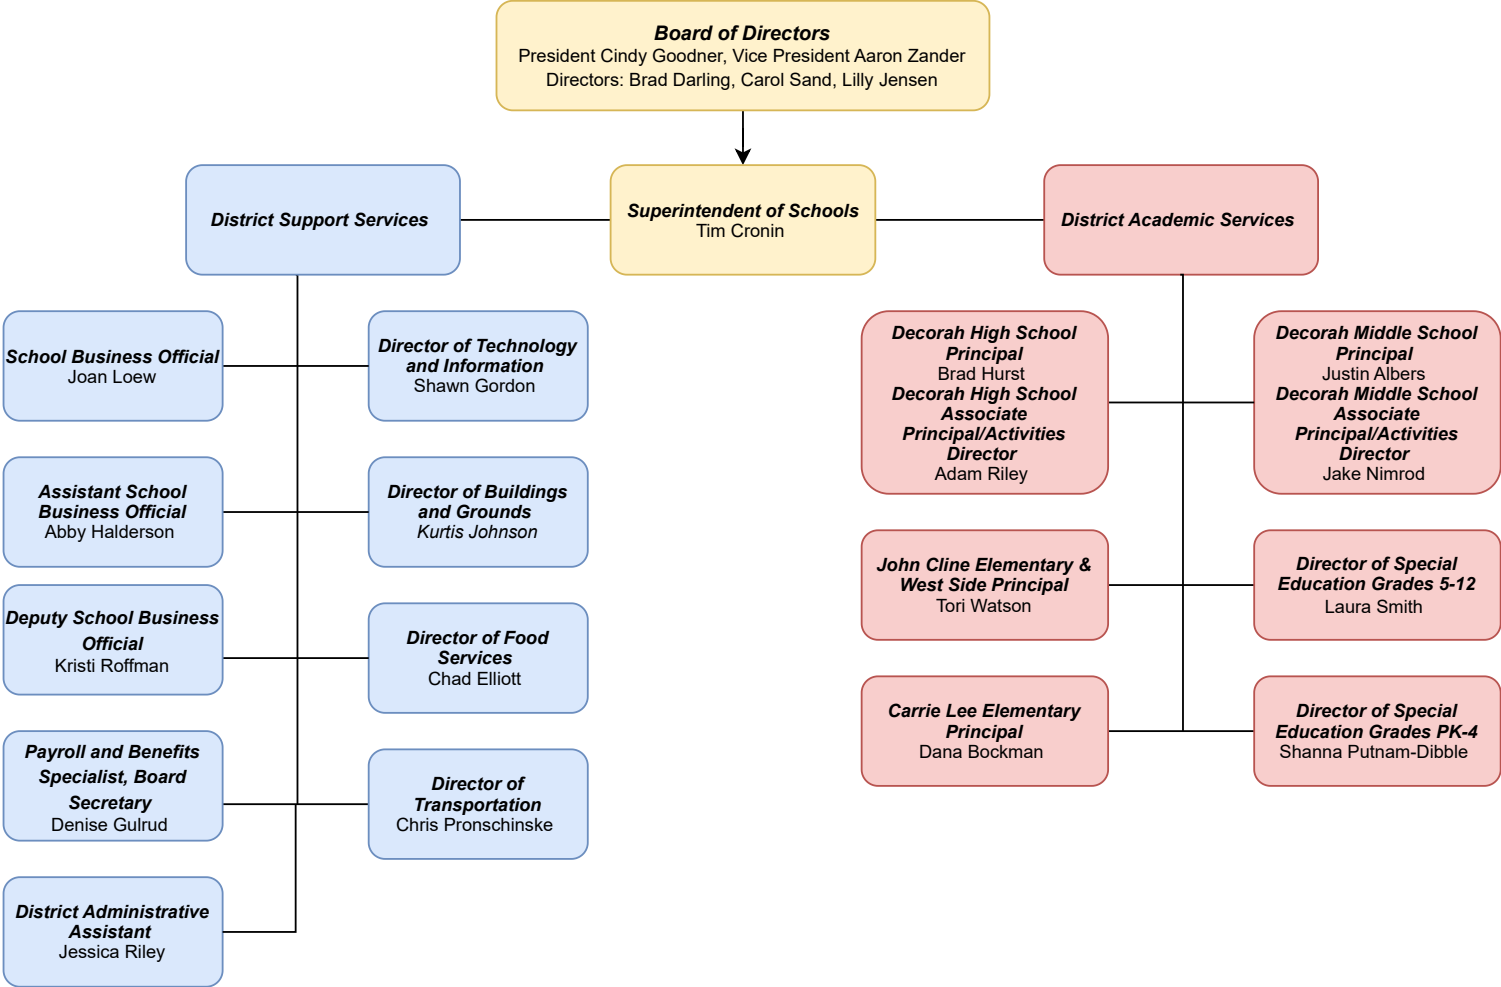 Board of Directors
President Cindy Goodner, Vice President Aaron Zander
Directors: Brad Darling, Carol Sand, Lilly Jensen
District Support Services
Superintendent of Schools
Tim Cronin
District Academic Services
School Business Official
Joan Loew
Director of Technology
and Information
Shawn Gordon
Decorah High School
Principal
Brad Hurst
Decorah High School
Associate
Principal/Activities
Director
Adam Riley
Decorah Middle School
Principal
Justin Albers
Decorah Middle School
Associate
Principal/Activities
Director
Jake Nimrod
Assistant School
Business Official
Abby Halderson
Director of Buildings
and Grounds
Kurtis Johnson
John Cline Elementary &
West Side Principal
Tori Watson
Director of Special
Education Grades 5-12
Laura Smith
Deputy School Business
Official
Kristi Roffman
Director of Food
Services
Chad Elliott
Carrie Lee Elementary
Principal
Dana Bockman
Director of Special
Education Grades PK-4
Shanna Putnam-Dibble
Payroll and Benefits
Specialist, Board
Secretary
Denise Gulrud
Director of
Transportation
Chris Pronschinske
District Administrative
Assistant
Jessica Riley